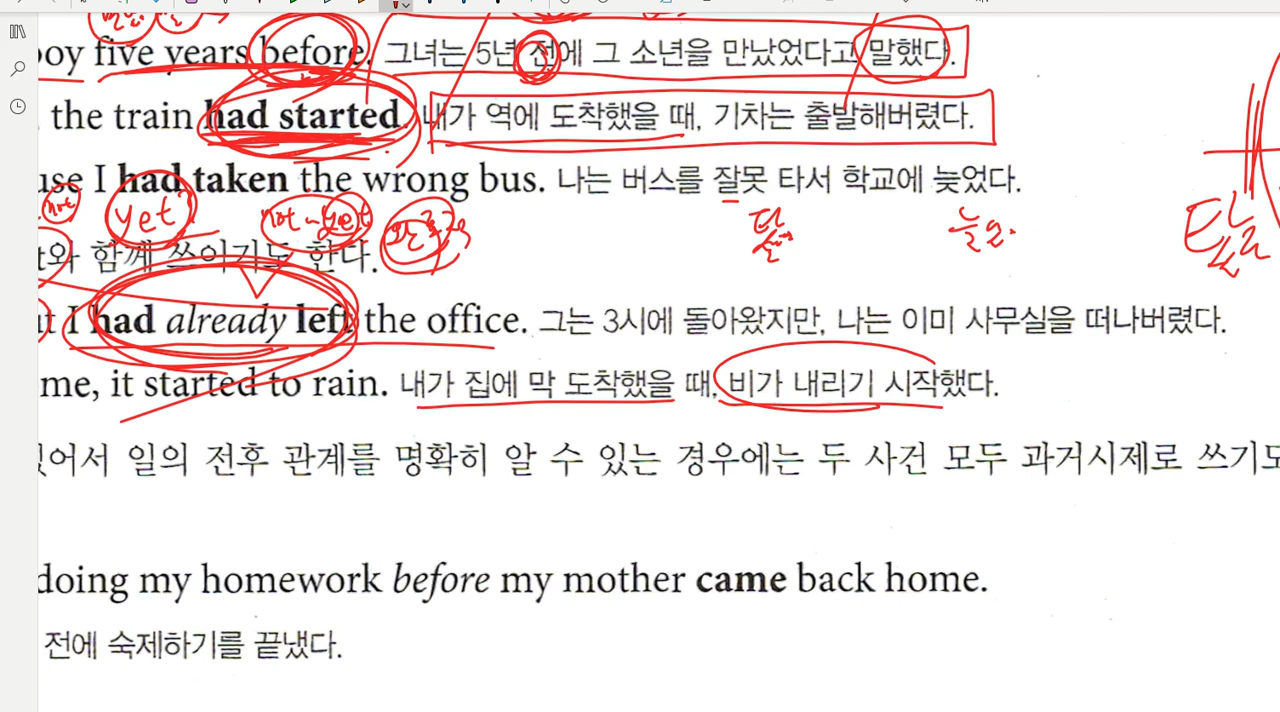 boy five years before. 그녀는 5년 전에 그 소년을 만났었다고 말했다.
the train had started. 내가 역에 도착했을 때, 기차는 출발해버렸다.
use I had taken the wrong bus. 나는 버스를 잘못 타서 학교에 늦었다.
not yet? not~yet 완료 탈 늦은.
와 함께 쓰이기도 한다.
I had already left the office. 그는 3시에 돌아왔지만, 나는 이미 사무실을 떠나버렸다.
me, it started to rain. 내가 집에 막 도착했을 때, 비가 내리기 시작했다.
있어서 일의 전후 관계를 명확히 알 수 있는 경우에는 두 사건 모두 과거시제로 쓰기도
doing my homework before my mother came back home.
전에 숙제하기를 끝냈다.